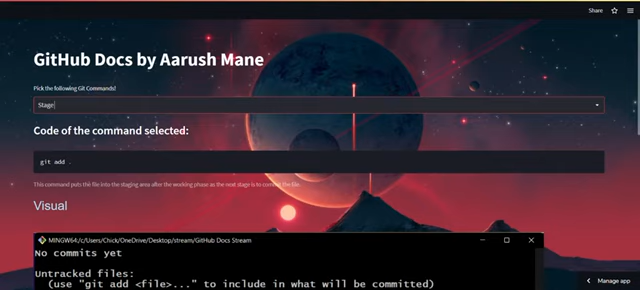 Share
GitHub Docs by Aarush Mane
Pick the following Git Commands!
Stage
Code of the command selected:
git add .
This command puts the file into the staging area after the working phase as the next stage is to commit the file.
Visual
MINGW64:/c/Users/Chick/OneDrive/Desktop/stream/GitHub Docs Stream
No commits yet
Untracked files:
(use "git add <file>..." to include in what will be committed)
Manage app